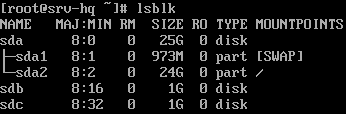 [root@srv-hq ~]# lsblk
NAME   MAJ:MIN RM  SIZE RO TYPE MOUNTPOINTS
sda      8:0    0   25G  0 disk
├─sda1   8:1    0  973M  0 part [SWAP]
└─sda2   8:2    0   24G  0 part /
sdb      8:16   0    1G  0 disk
sdc      8:32   0    1G  0 disk